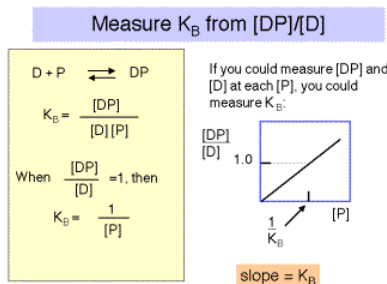 Measure K_B from [DP]/[D]
D + P ⇌ DP
K_B = [DP] / [D] [P]
When [DP] / [D] =1, then
K_B = 1 / [P]
If you could measure [DP] and
[D] at each [P], you could
measure K_B:
[DP] / [D]
1.0
1 / K_B
[P]
slope = K_B